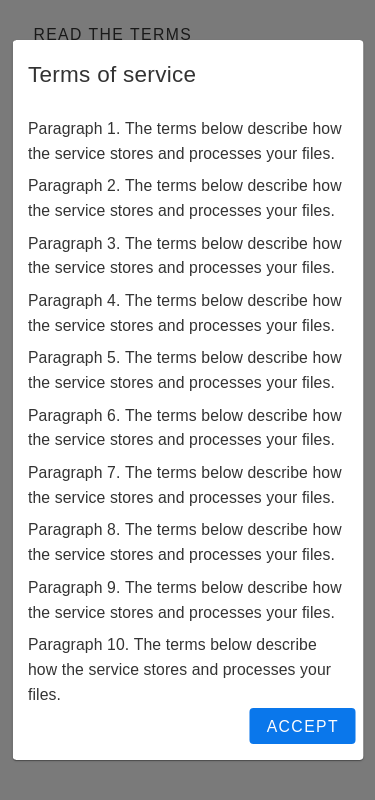 READ THE TERMS
Terms of service
Paragraph 1. The terms below describe how
the service stores and processes your files.
Paragraph 2. The terms below describe how
the service stores and processes your files.
Paragraph 3. The terms below describe how
the service stores and processes your files.
Paragraph 4. The terms below describe how
the service stores and processes your files.
Paragraph 5. The terms below describe how
the service stores and processes your files.
Paragraph 6. The terms below describe how
the service stores and processes your files.
Paragraph 7. The terms below describe how
the service stores and processes your files.
Paragraph 8. The terms below describe how
the service stores and processes your files.
Paragraph 9. The terms below describe how
the service stores and processes your files.
Paragraph 10. The terms below describe
how the service stores and processes your
files.
ACCEPT